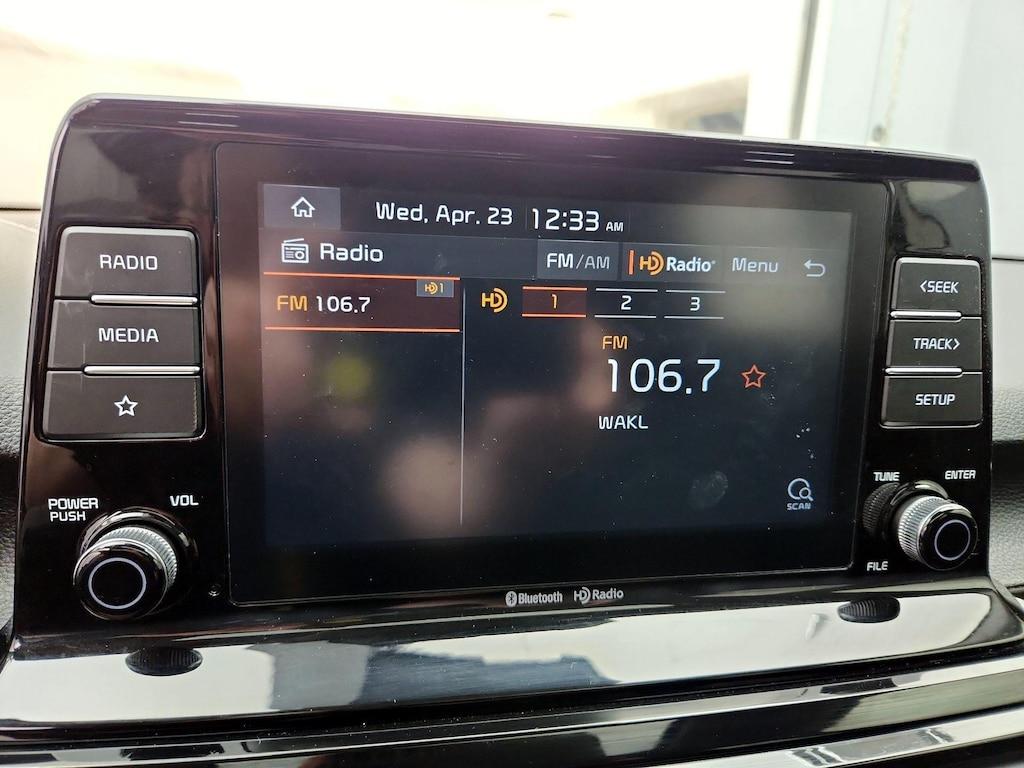 Wed, Apr. 23 12:33 AM
Radio FM/AM HD Radio® Menu
RADIO
MEDIA
FM 106.7 HD 1
HD 1 2 3
FM
106.7
WAKL
SCAN
<SEEK
TRACK>
SETUP
POWER
PUSH
VOL
TUNE
ENTER
FILE
Bluetooth HD Radio